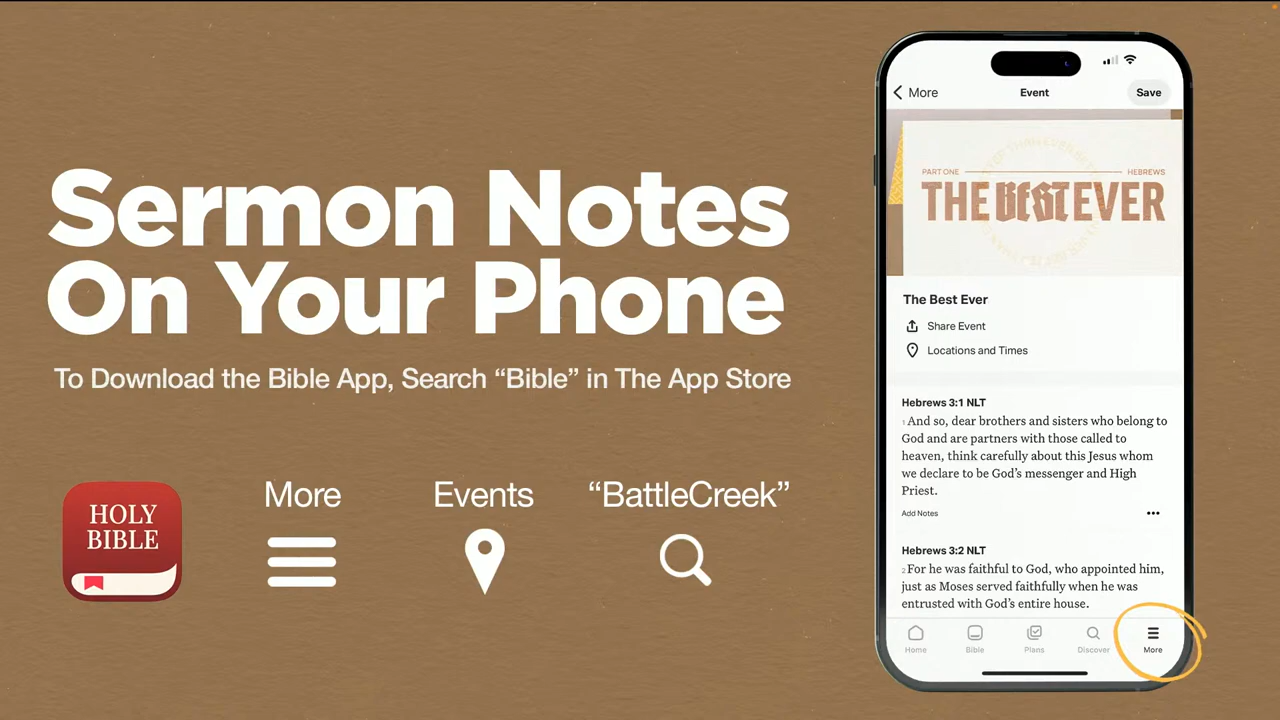 Sermon Notes
On Your Phone
To Download the Bible App, Search “Bible” in The App Store
HOLY
BIBLE
More
Events
“BattleCreek”
More
Event
Save
PART ONE
HEBREWS
THE BEST EVER
The Best Ever
Share Event
Locations and Times
Hebrews 3:1 NLT
1 And so, dear brothers and sisters who belong to
God and are partners with those called to
heaven, think carefully about this Jesus whom
we declare to be God’s messenger and High
Priest.
Add Notes
Hebrews 3:2 NLT
2 For he was faithful to God, who appointed him,
just as Moses served faithfully when he was
entrusted with God’s entire house.
Home
Bible
Plans
Discover
More